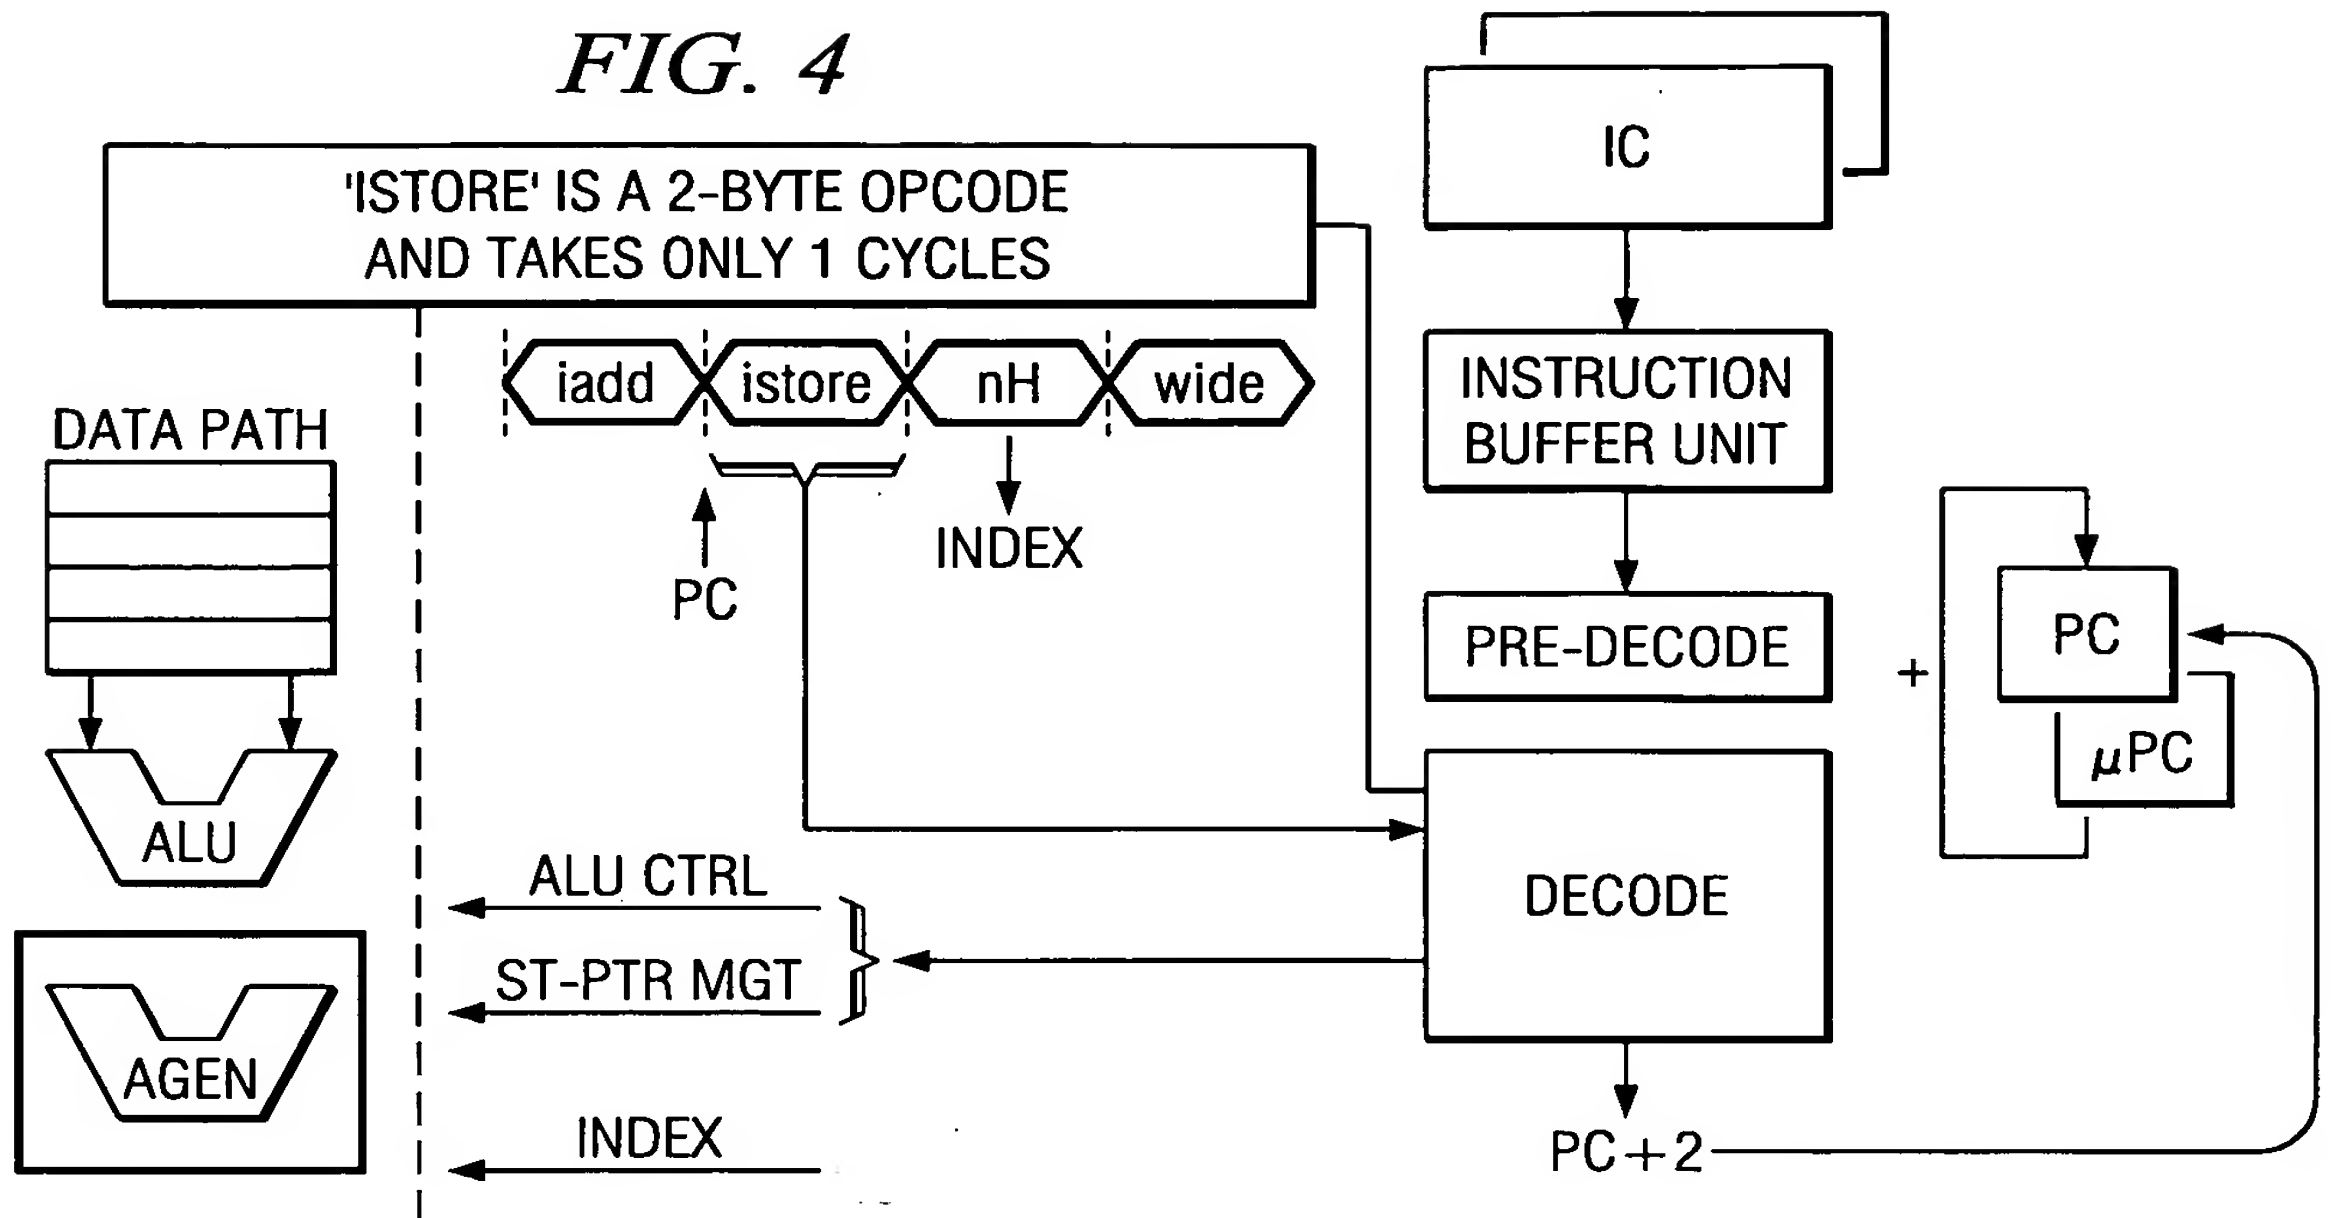 FIG. 4
'ISTORE' IS A 2-BYTE OPCODE
AND TAKES ONLY 1 CYCLES
IC
iadd
istore
nH
wide
INSTRUCTION
BUFFER UNIT
DATA PATH
PC
INDEX
PRE-DECODE
PC
+
μPC
ALU
ALU CTRL
DECODE
ST-PTR MGT
AGEN
INDEX
PC+2